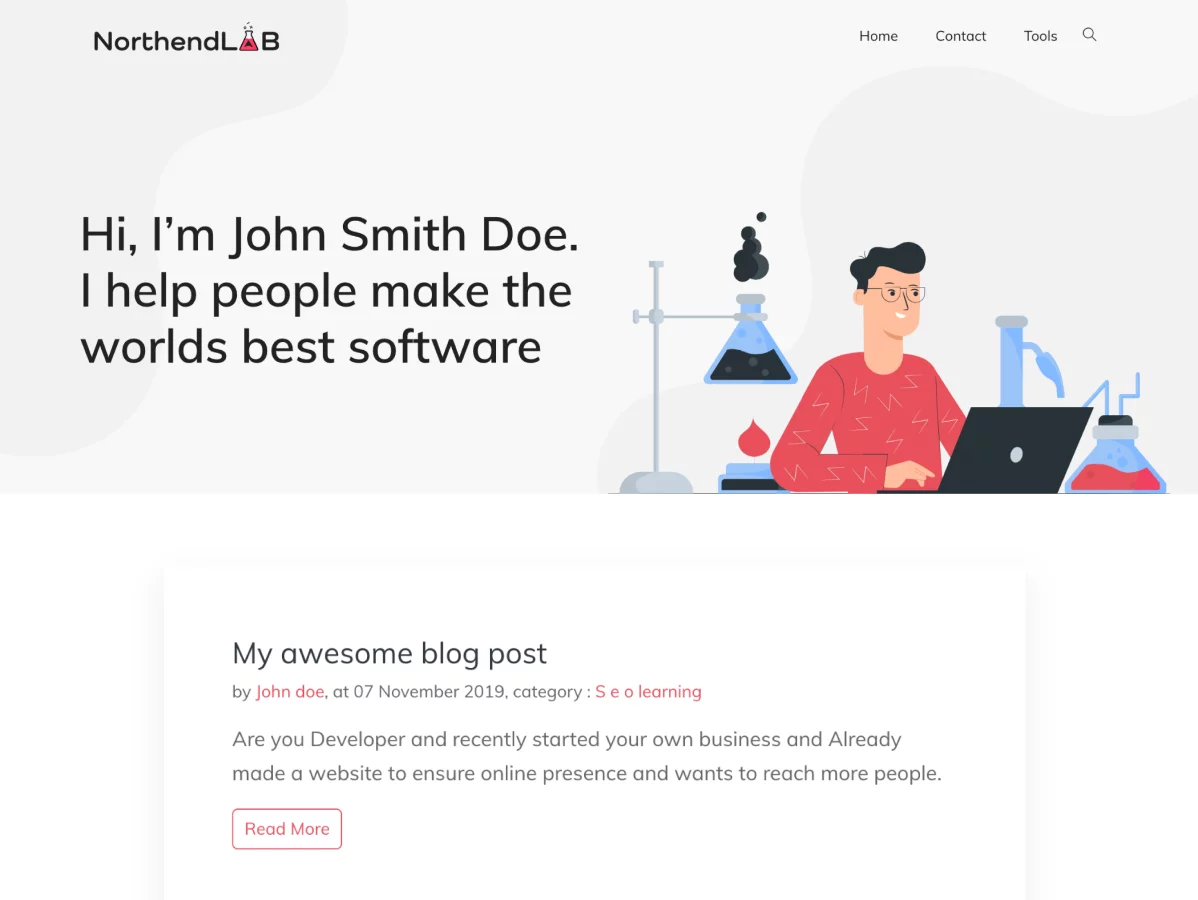 NorthendLAB
Home Contact Tools
Hi, I’m John Smith Doe.
I help people make the
worlds best software
My awesome blog post
by John doe, at 07 November 2019, category : S e o learning
Are you Developer and recently started your own business and Already
made a website to ensure online presence and wants to reach more people.
Read More